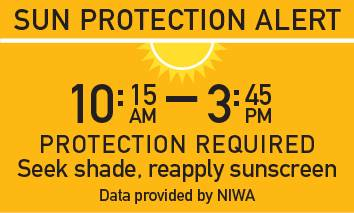 SUN PROTECTION ALERT
10:15 AM – 3:45 PM
PROTECTION REQUIRED
Seek shade, reapply sunscreen
Data provided by NIWA